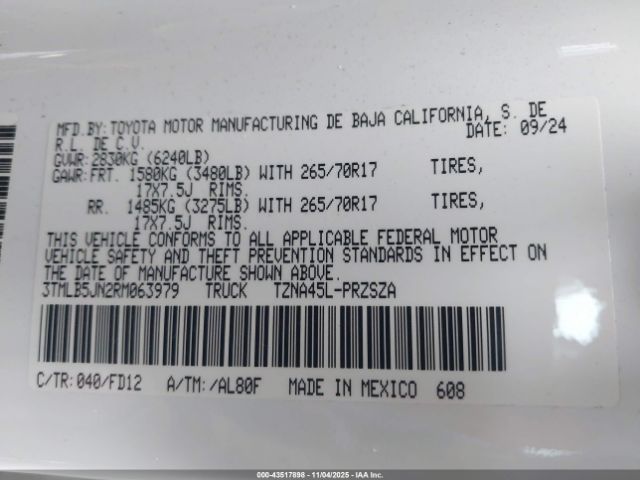 MFD.BY:TOYOTA MOTOR MANUFACTURING DE BAJA CALIFORNIA, S. DE
R.L. DE C.V. DATE: 09/24
GVWR:2830KG (6240LB)
GAWR:FRT. 1580KG (3480LB) WITH 265/70R17 TIRES,
17X7.5J RIMS.
RR. 1485KG (3275LB) WITH 265/70R17 TIRES,
17X7.5J RIMS.
THIS VEHICLE CONFORMS TO ALL APPLICABLE FEDERAL MOTOR
VEHICLE SAFETY AND THEFT PREVENTION STANDARDS IN EFFECT ON
THE DATE OF MANUFACTURE SHOWN ABOVE.
3TMLB5JN2RM063979 TRUCK TZNA45L-PRZSZA
C/TR:040/FD12 A/TM:/AL80F MADE IN MEXICO 608
000-43517898 - 11/04/2025 - IAA, Inc.